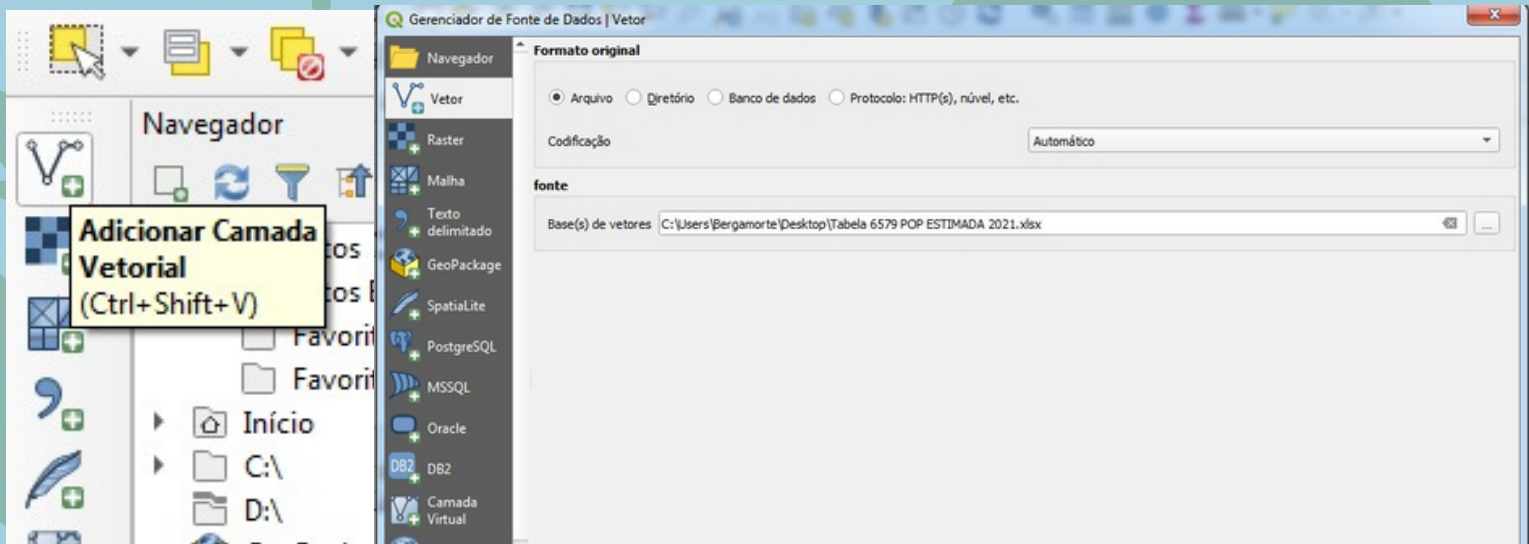 Navegador
Adicionar Camada
Vetorial
(Ctrl+Shift+V)
Início
C:\
D:\
Gerenciador de Fonte de Dados | Vetor
Navegador
Vetor
Raster
Malha
Texto
delimitado
GeoPackage
SpatiaLite
PostgreSQL
MSSQL
Oracle
DB2
DB2
Camada
Virtual
Formato original
Arquivo Diretório Banco de dados Protocolo: HTTP(s), núvel, etc.
Codificação Automático
fonte
Base(s) de vetores C:\Users\Bergamorte\Desktop\Tabela 6579 POP ESTIMADA 2021.xlsx ...